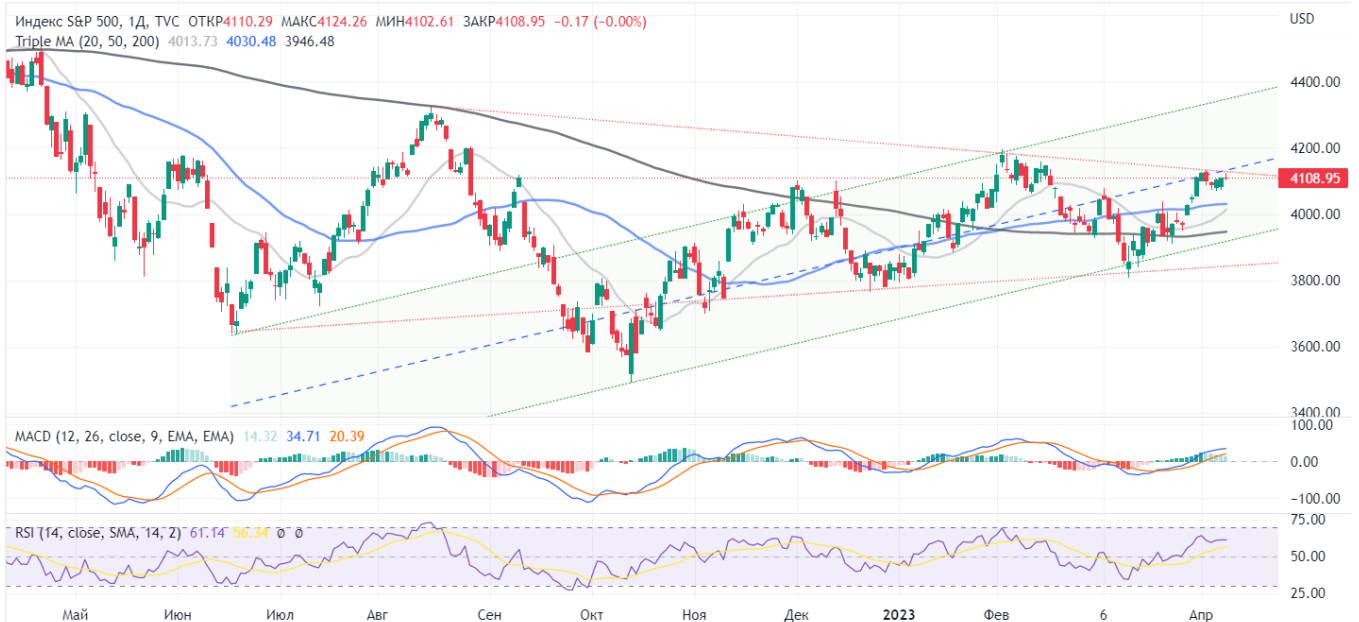 Индекс S&P 500, 1Д, TVC ОТКР4110.29 МАКС4124.26 МИН4102.61 ЗАКР4108.95 −0.17 (−0.00%)
USD
Triple MA (20, 50, 200) 4013.73 4030.48 3946.48
4400.00
4200.00
4108.95
4000.00
3800.00
3600.00
3400.00
MACD (12, 26, close, 9, EMA, EMA) 14.32 34.71 20.39
100.00
0.00
−100.00
RSI (14, close, SMA, 14, 2) 61.14 56.34 Ø Ø
75.00
50.00
25.00
Май Июн Июл Авг Сен Окт Ноя Дек 2023 Фев 6 Апр